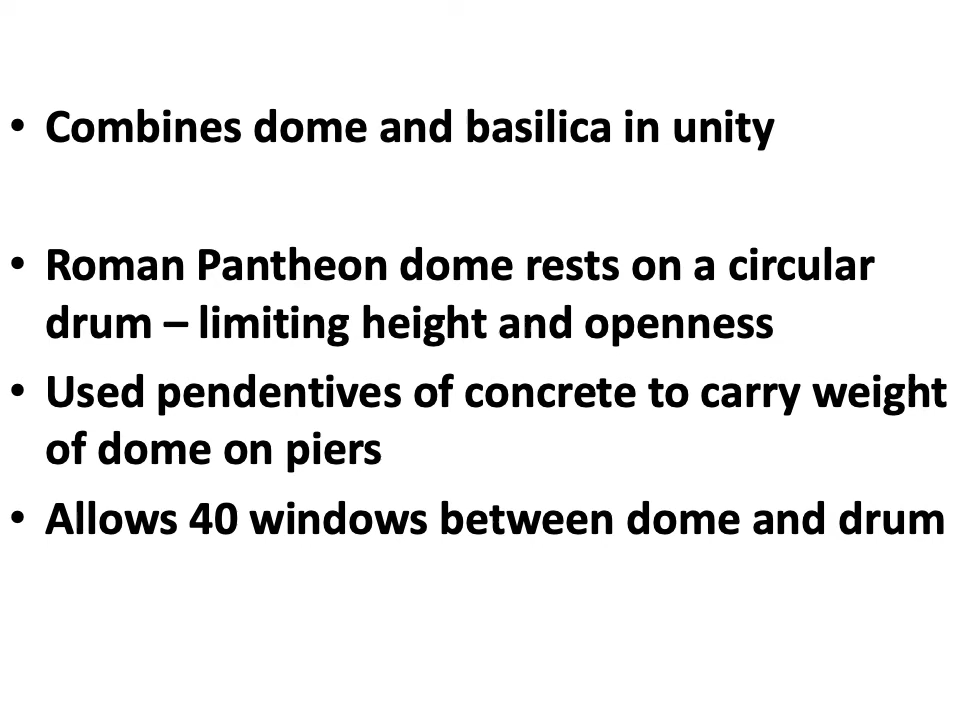 • Combines dome and basilica in unity
• Roman Pantheon dome rests on a circular
drum – limiting height and openness
• Used pendentives of concrete to carry weight
of dome on piers
• Allows 40 windows between dome and drum